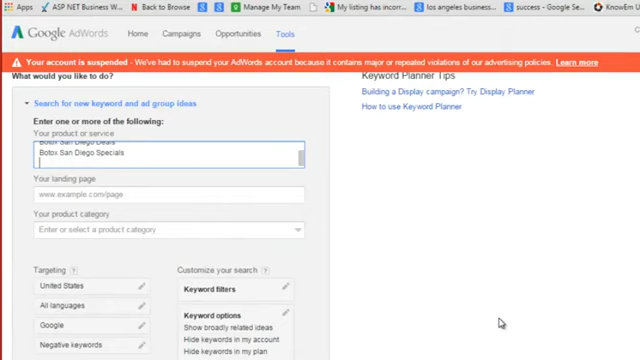 Apps
ASP NET Business W...
Back to Browse
Manage My Team
My listing has incorr...
los angeles business...
success - Google Se...
KnowEm U
Google AdWords
Home
Campaigns
Opportunities
Tools
Your account is suspended - We've had to suspend your AdWords account because it contains major or repeated violations of our advertising policies. Learn more
What would you like to do?
Keyword Planner Tips
Building a Display campaign? Try Display Planner
How to use Keyword Planner
Search for new keyword and ad group ideas
Enter one or more of the following:
Your product or service
Botox San Diego Deals
Botox San Diego Specials
Your landing page
www.example.com/page
Your product category
Enter or select a product category
Targeting ?
United States
All languages
Google
Negative keywords
Customize your search ?
Keyword filters
Keyword options
Show broadly related ideas
Hide keywords in my account
Hide keywords in my plan